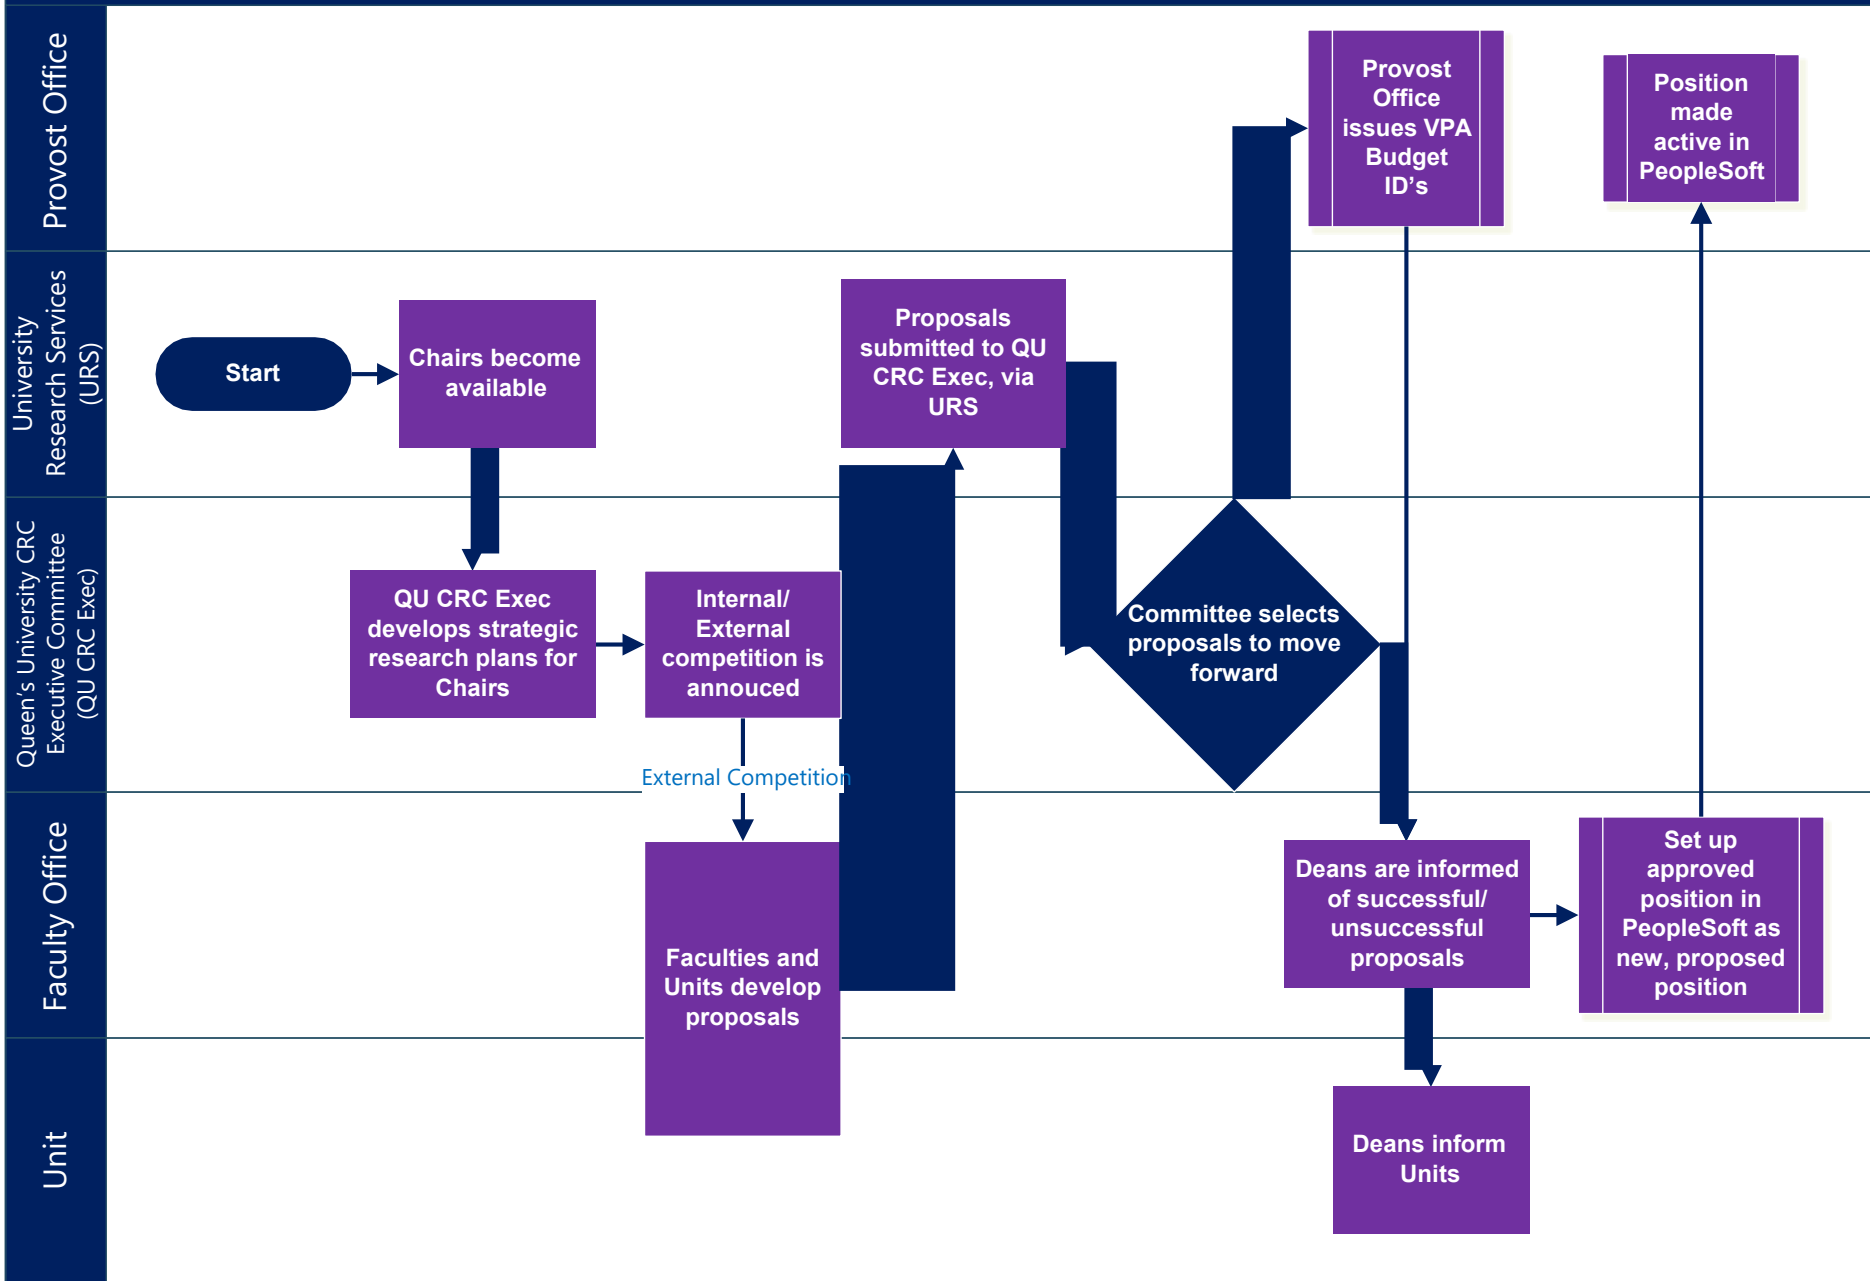 Provost Office
Provost
Office
issues VPA
Budget
ID’s
Position
made
active in
PeopleSoft
University
Research Services
(URS)
Start
Chairs become
available
Proposals
submitted to QU
CRC Exec, via
URS
Queen’s University CRC
Executive Committee
(QU CRC Exec)
QU CRC Exec
develops strategic
research plans for
Chairs
Internal/
External
competition is
annouced
Committee selects
proposals to move
forward
External Competition
Faculty Office
Faculties and
Units develop
proposals
Deans are informed
of successful/
unsuccessful
proposals
Set up
approved
position in
PeopleSoft as
new, proposed
position
Unit
Deans inform
Units